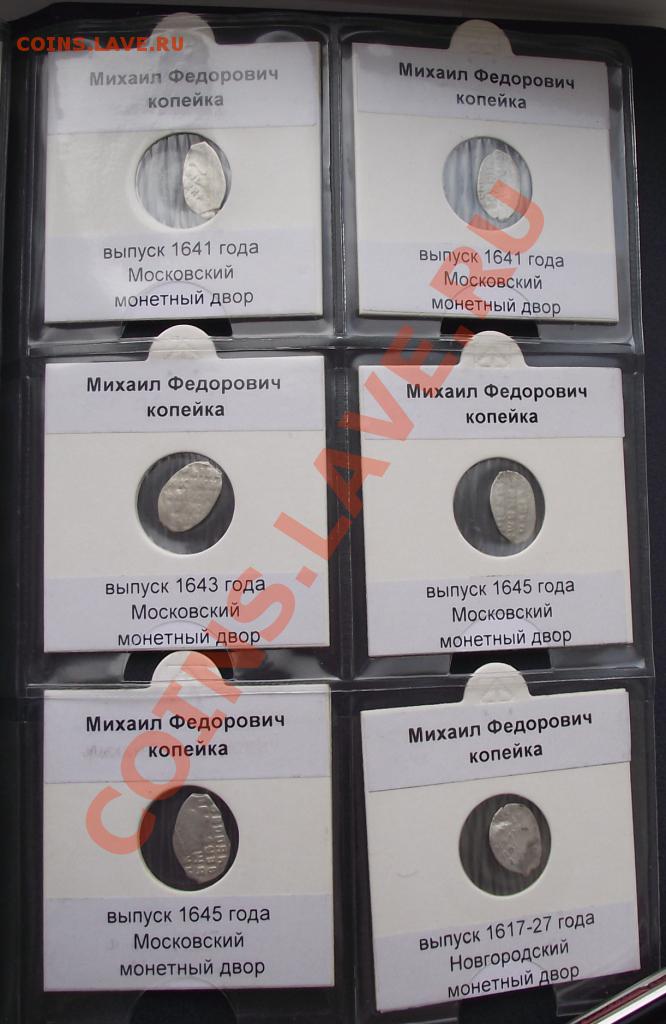 COINS.LAVE.RU
Михаил Федорович
копейка
выпуск 1641 года
Московский
монетный двор
Михаил Федорович
копейка
выпуск 1641 года
Московский
монетный двор
Михаил Федорович
копейка
выпуск 1643 года
Московский
монетный двор
Михаил Федорович
копейка
выпуск 1645 года
Московский
монетный двор
Михаил Федорович
копейка
выпуск 1645 года
Московский
монетный двор
Михаил Федорович
копейка
выпуск 1617-27 года
Новгородский
монетный двор
COINS.LAVE.RU